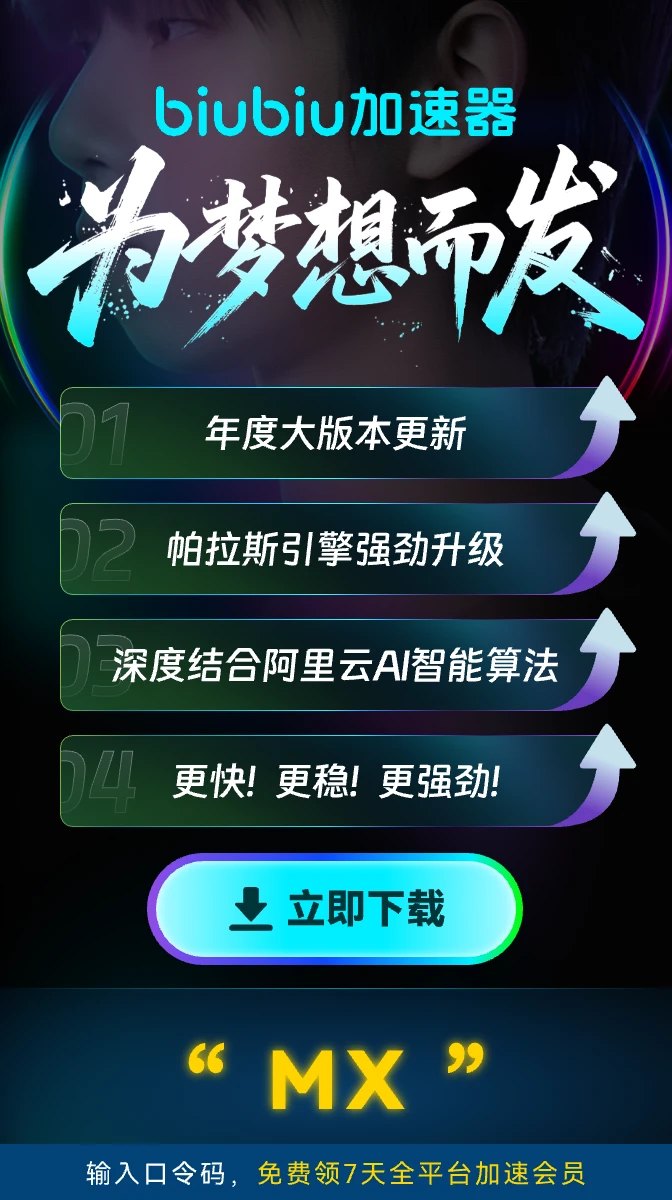 biubiu加速器
为梦想而发
01
年度大版本更新
02
帕拉斯引擎强劲升级
03
深度结合阿里云AI智能算法
04
更快! 更稳! 更强劲!
立即下载
“ MX ”
输入口令码，免费领7天全平台加速会员